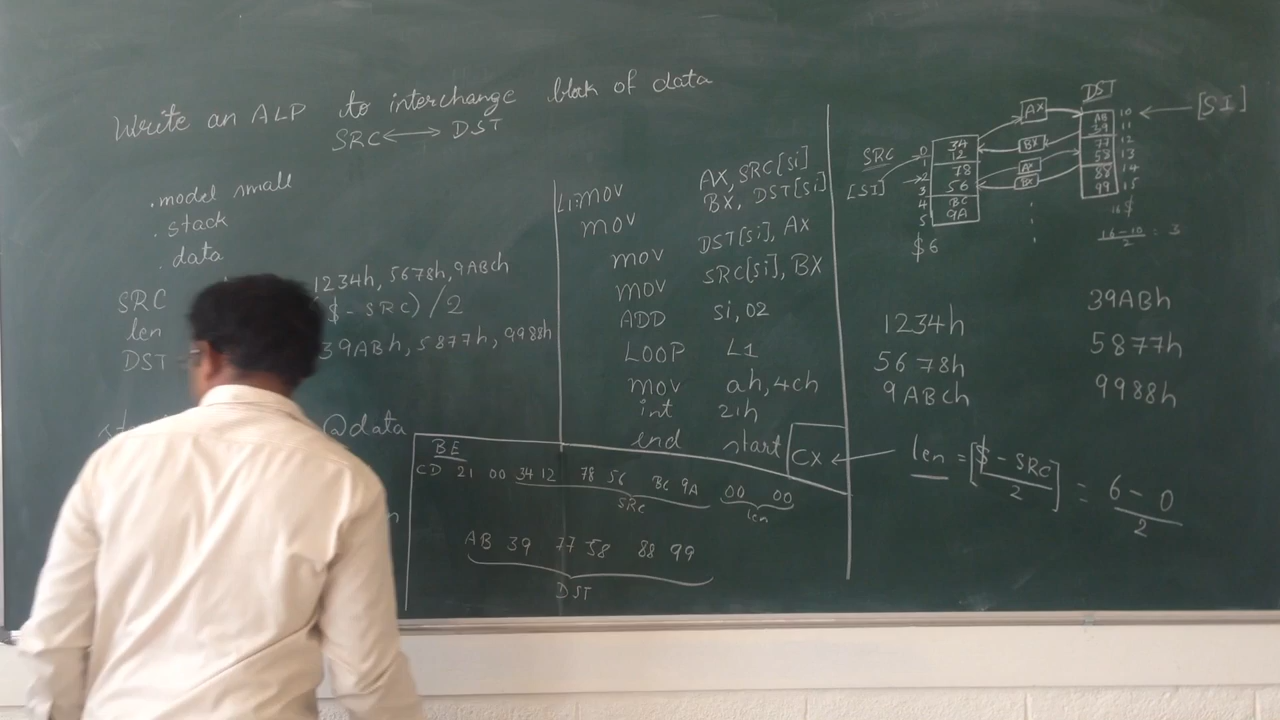 Write an ALP to interchange block of data
SRC ⟷ DST
.model small
.stack
.data
SRC 1234h, 5678h, 9ABCh
len $ - SRC) / 2
DST 39ABh, 5877h, 9988h
@data
L1: mov AX, SRC[si]
mov BX, DST[si]
mov DST[si], AX
mov SRC[si], BX
ADD si, 02
LOOP L1
mov ah, 4ch
int 21h
end start
BE
CD 21 00 34 12 78 56 BC 9A 00 00
SRC len
AB 39 77 58 88 99
DST
CX ← len = [$ - SRC / 2] = 6 - 0 / 2
SRC
[SI]
0 34
1 12
2 78
3 56
4 BC
5 9A
$6
AX
BX
AX
BX
DST
[SI]
AB 10
39 11
77 12
58 13
88 14
99 15
16 $
16-10 / 2 = 3
1234h 39ABh
5678h 5877h
9ABCh 9988h